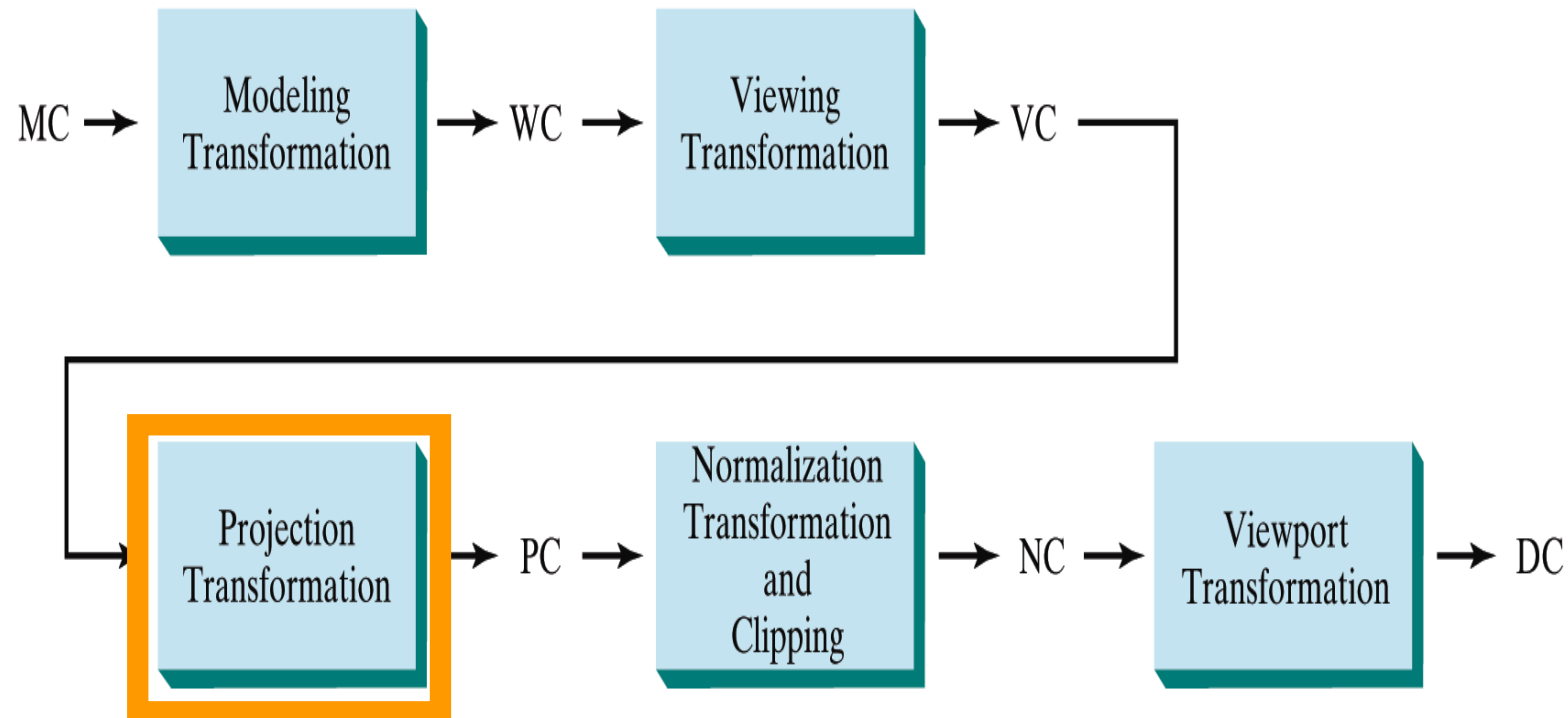 MC
Modeling
Transformation
WC
Viewing
Transformation
VC
Projection
Transformation
PC
Normalization
Transformation
and
Clipping
NC
Viewport
Transformation
DC